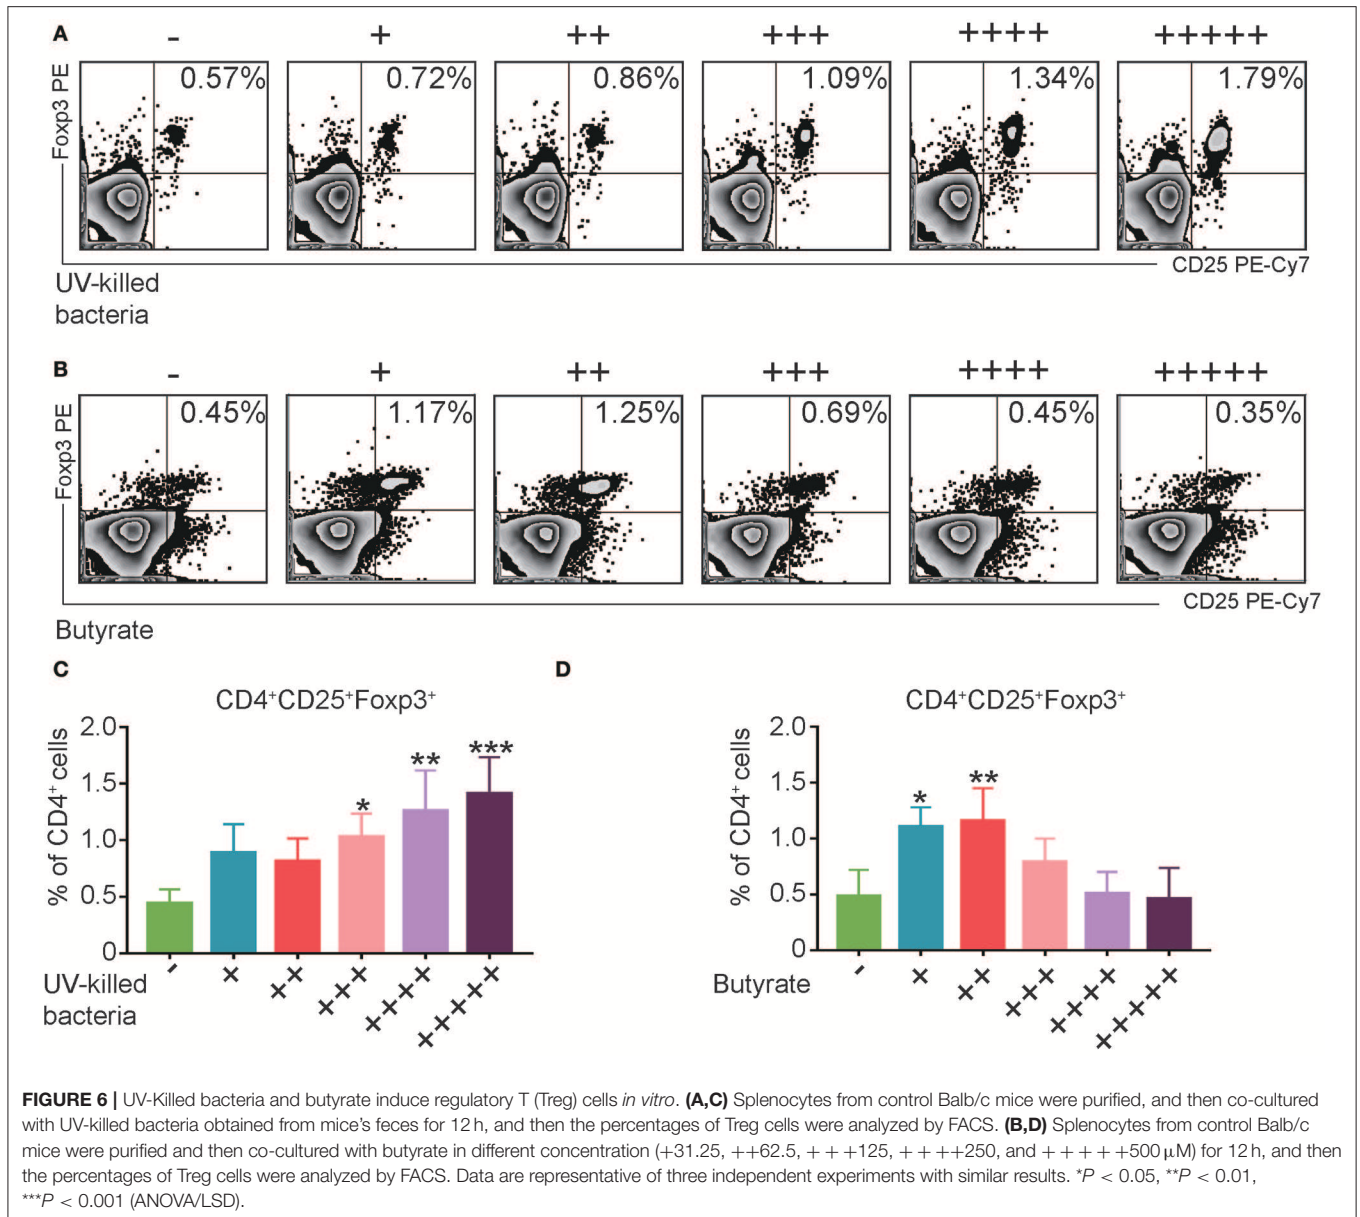 A
- + ++ +++ ++++ +++++
Foxp3 PE
0.57% 0.72% 0.86% 1.09% 1.34% 1.79%
CD25 PE-Cy7
UV-killed
bacteria
B
- + ++ +++ ++++ +++++
Foxp3 PE
0.45% 1.17% 1.25% 0.69% 0.45% 0.35%
CD25 PE-Cy7
Butyrate
C
CD4⁺CD25⁺Foxp3⁺
% of CD4⁺ cells
2.0
1.5
1.0
0.5
0
* ** ***
- + ++ +++ ++++ +++++
UV-killed
bacteria
D
CD4⁺CD25⁺Foxp3⁺
% of CD4⁺ cells
2.0
1.5
1.0
0.5
0
* **
- + ++ +++ ++++ +++++
Butyrate
FIGURE 6 | UV-Killed bacteria and butyrate induce regulatory T (Treg) cells in vitro. (A,C) Splenocytes from control Balb/c mice were purified, and then co-cultured
with UV-killed bacteria obtained from mice's feces for 12 h, and then the percentages of Treg cells were analyzed by FACS. (B,D) Splenocytes from control Balb/c
mice were purified and then co-cultured with butyrate in different concentration (+31.25, ++62.5, + + +125, + + ++250, and + + + + +500 μM) for 12 h, and then
the percentages of Treg cells were analyzed by FACS. Data are representative of three independent experiments with similar results. *P < 0.05, **P < 0.01,
***P < 0.001 (ANOVA/LSD).